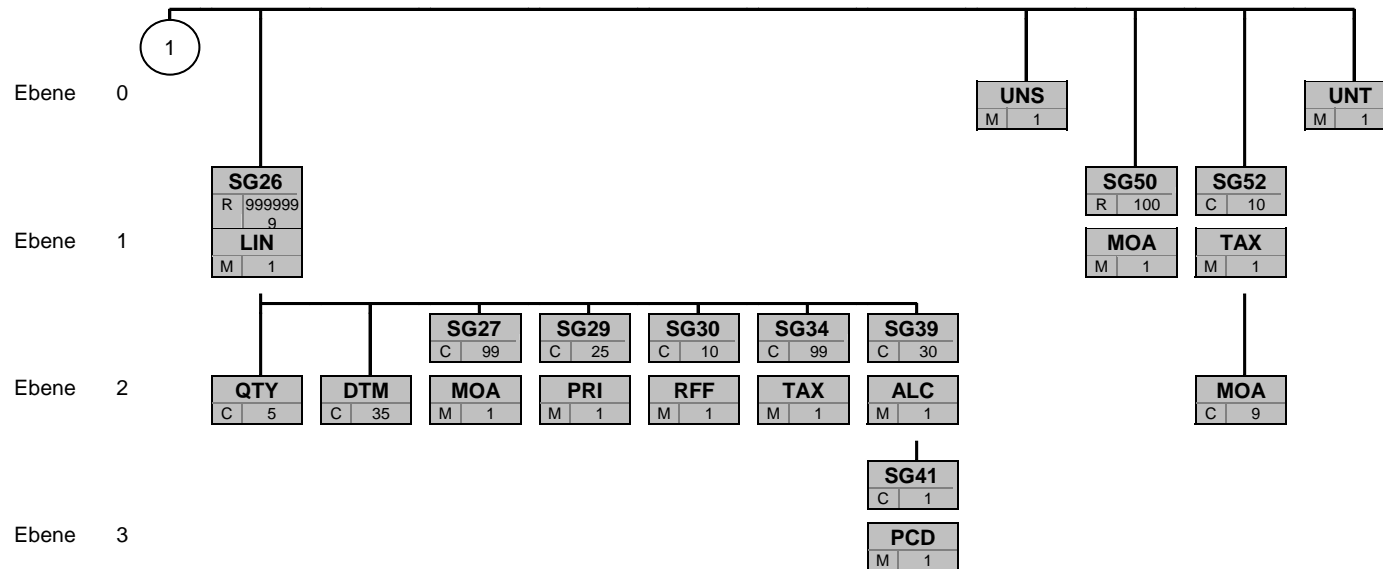 1
Ebene 0
UNS
UNT
M 1
M 1
SG26
SG50
SG52
R 999999
9
R 100
C 10
Ebene 1
LIN
MOA
TAX
M 1
M 1
M 1
SG27
SG29
SG30
SG34
SG39
C 99
C 25
C 10
C 99
C 30
Ebene 2
QTY
DTM
MOA
PRI
RFF
TAX
ALC
MOA
C 5
C 35
M 1
M 1
M 1
M 1
M 1
C 9
SG41
C 1
Ebene 3
PCD
M 1